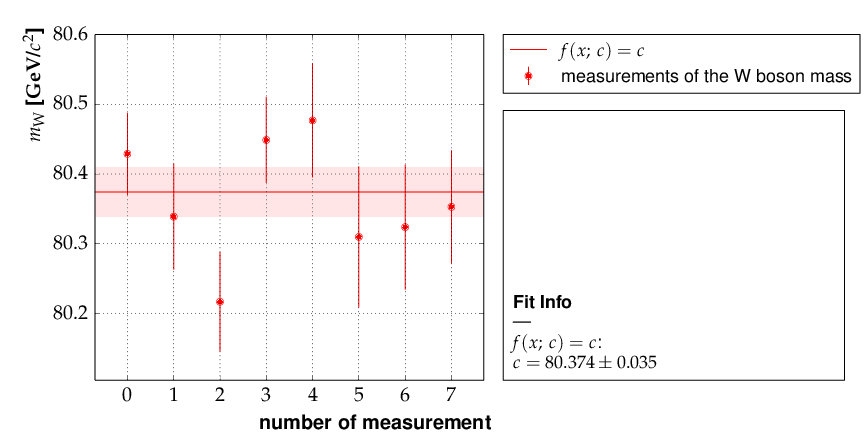 m_W [GeV/c²]
80.6
80.5
80.4
80.3
80.2
0 1 2 3 4 5 6 7
number of measurement
f(x; c) = c
measurements of the W boson mass
Fit Info
—
f(x; c) = c:
c = 80.374 ± 0.035